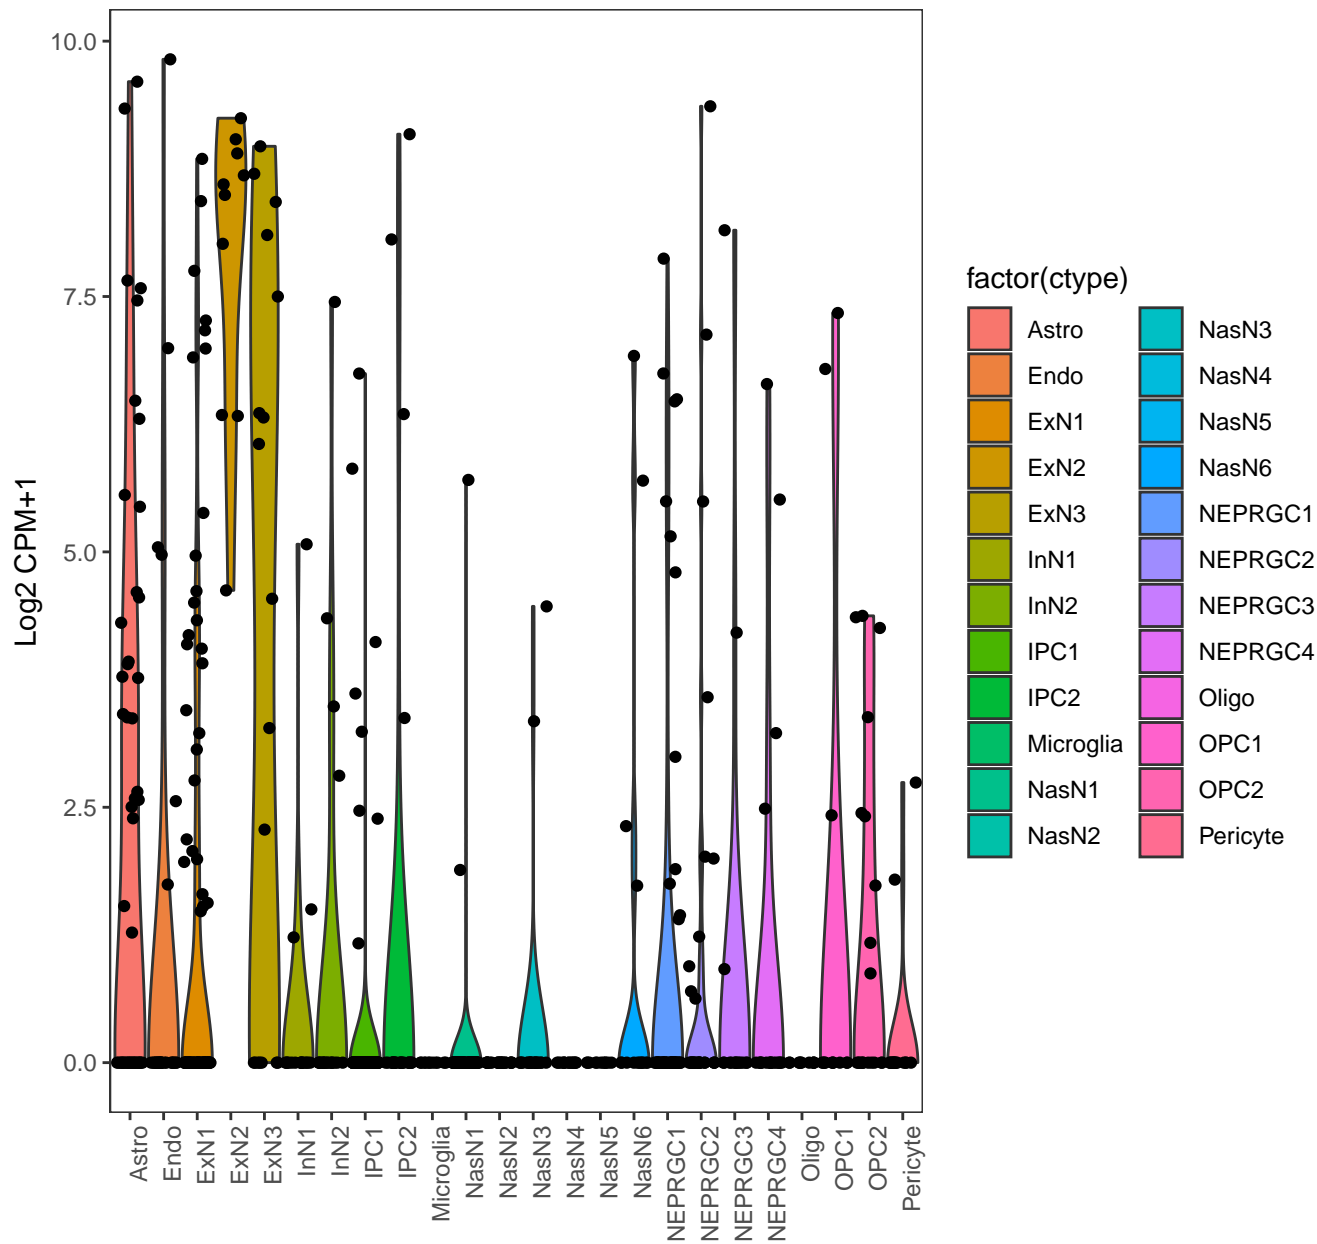 10.0
7.5
5.0
2.5
0.0
Log2 CPM+1
Astro
Endo
ExN1
ExN2
ExN3
InN1
InN2
IPC1
IPC2
Microglia
NasN1
NasN2
NasN3
NasN4
NasN5
NasN6
NEPRGC1
NEPRGC2
NEPRGC3
NEPRGC4
Oligo
OPC1
OPC2
Pericyte
factor(ctype)
Astro
Endo
ExN1
ExN2
ExN3
InN1
InN2
IPC1
IPC2
Microglia
NasN1
NasN2
NasN3
NasN4
NasN5
NasN6
NEPRGC1
NEPRGC2
NEPRGC3
NEPRGC4
Oligo
OPC1
OPC2
Pericyte